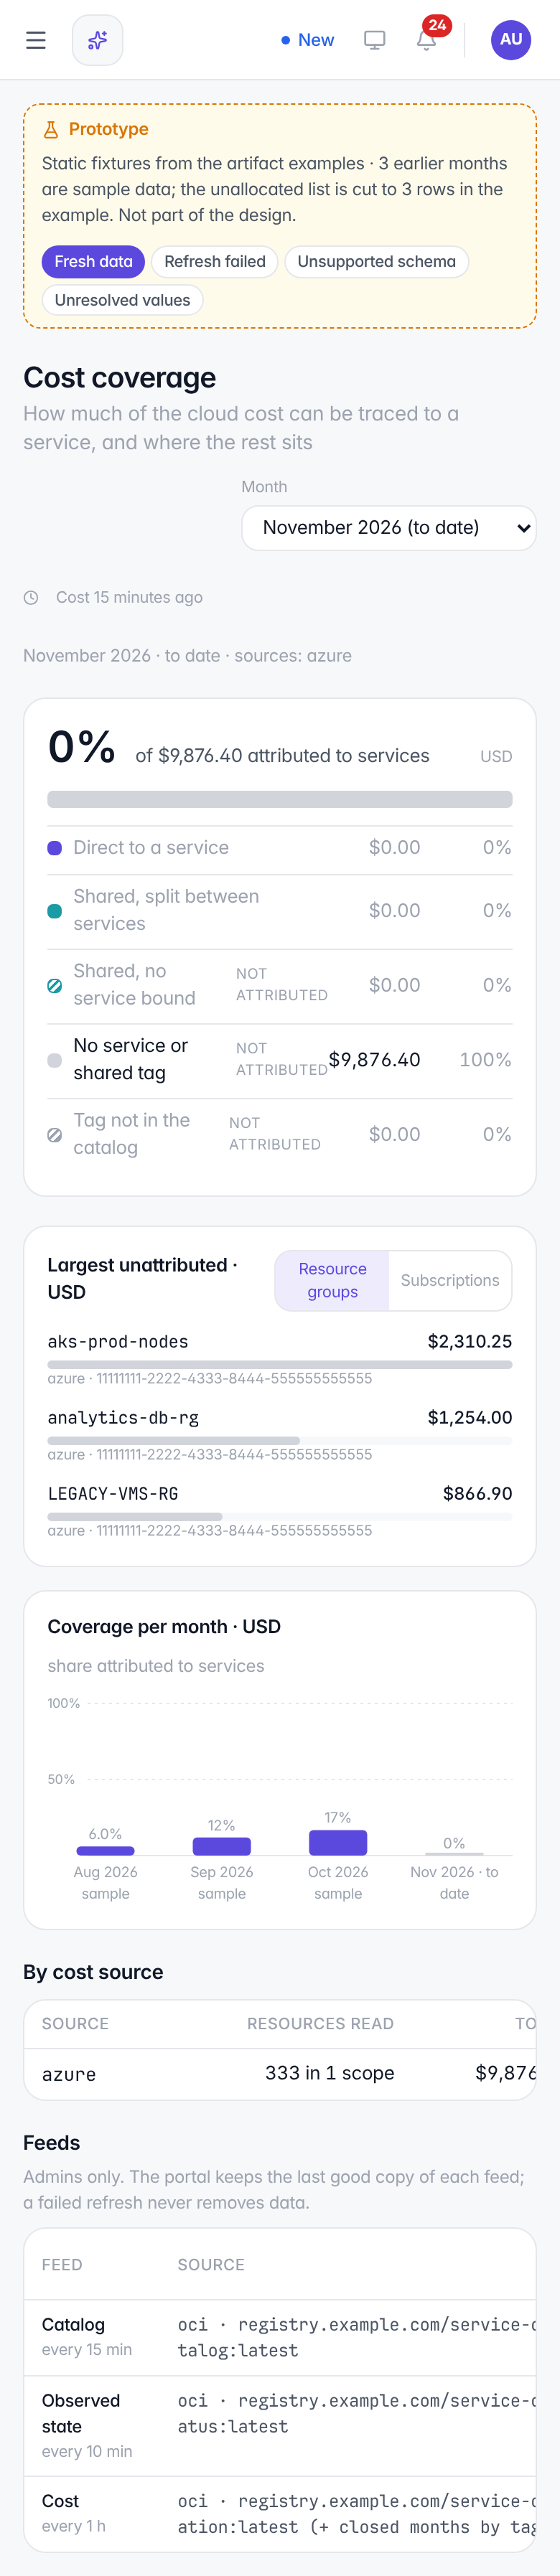 New
24
AU
Prototype
Static fixtures from the artifact examples · 3 earlier months
are sample data; the unallocated list is cut to 3 rows in the
example. Not part of the design.
Fresh data
Refresh failed
Unsupported schema
Unresolved values
Cost coverage
How much of the cloud cost can be traced to a
service, and where the rest sits
Month
November 2026 (to date)
Cost 15 minutes ago
November 2026 · to date · sources: azure
0% of $9,876.40 attributed to services USD
Direct to a service $0.00 0%
Shared, split between
services $0.00 0%
Shared, no
service bound
NOT
ATTRIBUTED
$0.00 0%
No service or
shared tag
NOT
ATTRIBUTED
$9,876.40 100%
Tag not in the
catalog
NOT
ATTRIBUTED
$0.00 0%
Largest unattributed ·
USD
Resource
groups
Subscriptions
aks-prod-nodes $2,310.25
azure · 11111111-2222-4333-8444-555555555555
analytics-db-rg $1,254.00
azure · 11111111-2222-4333-8444-555555555555
LEGACY-VMS-RG $866.90
azure · 11111111-2222-4333-8444-555555555555
Coverage per month · USD
share attributed to services
100%
50%
6.0%
12%
17%
0%
Aug 2026
sample
Sep 2026
sample
Oct 2026
sample
Nov 2026 · to
date
By cost source
SOURCE RESOURCES READ TO
azure 333 in 1 scope $9,876
Feeds
Admins only. The portal keeps the last good copy of each feed;
a failed refresh never removes data.
FEED SOURCE
Catalog
every 15 min
oci · registry.example.com/service-c
talog:latest
Observed
state
every 10 min
oci · registry.example.com/service-
atus:latest
Cost
every 1 h
oci · registry.example.com/service-
ation:latest (+ closed months by tag